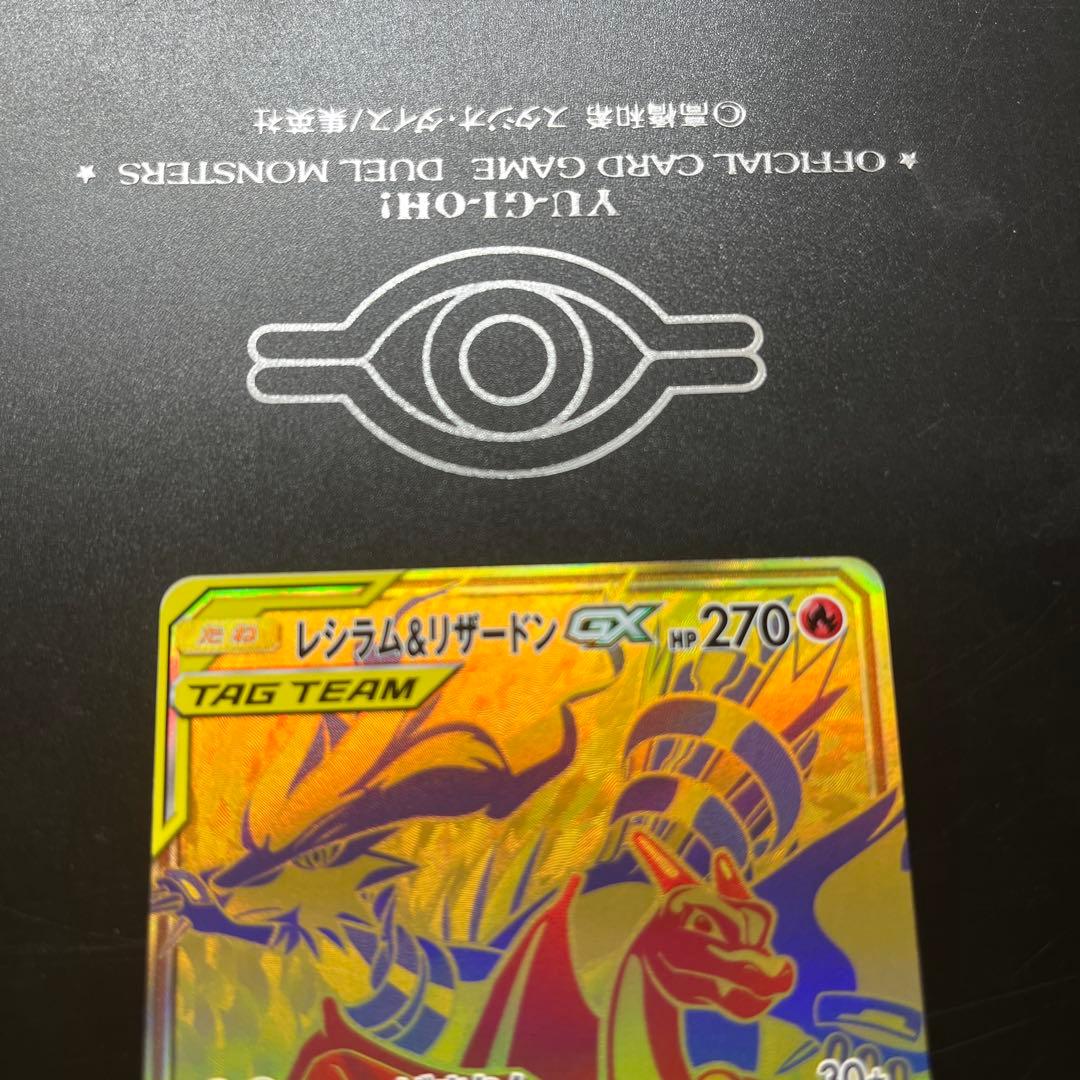 ©高橋和希 スタジオ・ダイス/集英社
★ OFFICIAL CARD GAME DUEL MONSTERS ★
YU-GI-OH!
たね レシラム&リザードン GX HP 270
TAG TEAM
30+